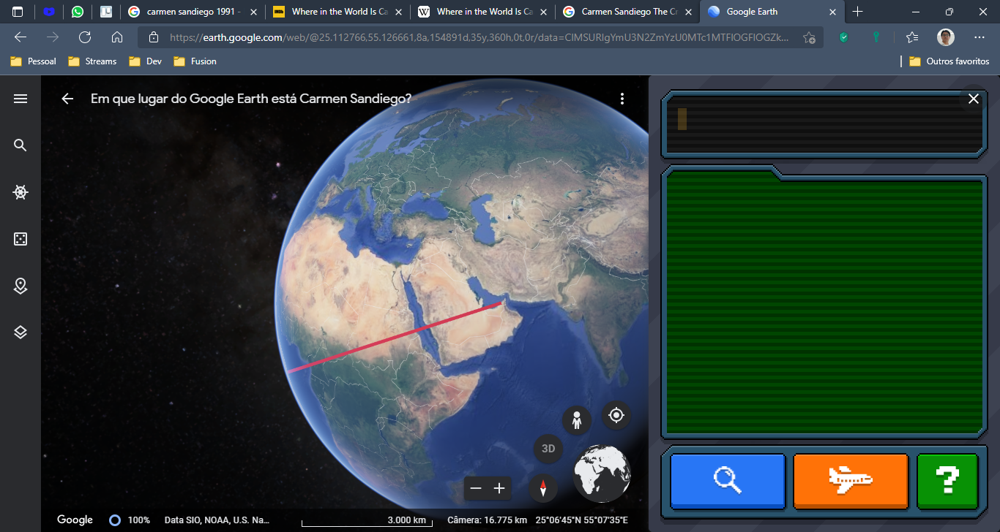 carmen sandiego 1991 -
Where in the World Is Ca
Where in the World Is Ca
Carmen Sandiego The Cr
Google Earth
https://earth.google.com/web/@25.112766,55.126661,8a,154891d,35y,360h,0t,0r/data=CIMSURIgYmU3N2ZmYzU0MTc1MTFlOGFlOGZk...
Pessoal
Streams
Dev
Fusion
Outros favoritos
Em que lugar do Google Earth está Carmen Sandiego?
3D
?
Google
100%
Data SIO, NOAA, U.S. Na...
3.000 km
Câmera: 16.775 km
25°06'45"N 55°07'35"E